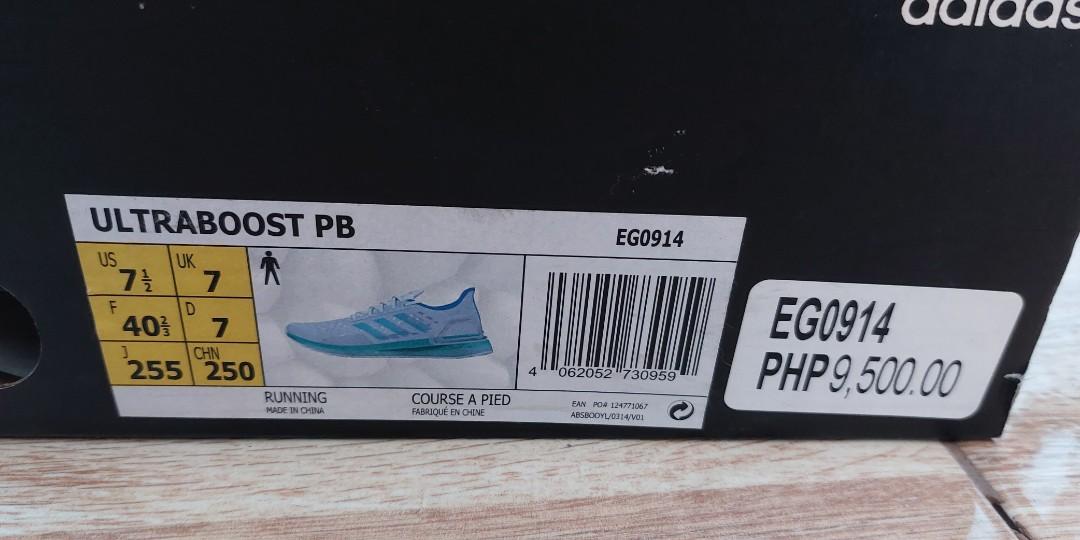 adidas
ULTRABOOST PB
EG0914
US 7½ UK 7
F 40⅔ D 7
J 255 CHN 250
4 062052 730959
RUNNING
MADE IN CHINA
COURSE A PIED
FABRIQUÉ EN CHINE
EAN PO# 124771067
ABSBOOYL/0314/V01
EG0914
PHP9,500.00